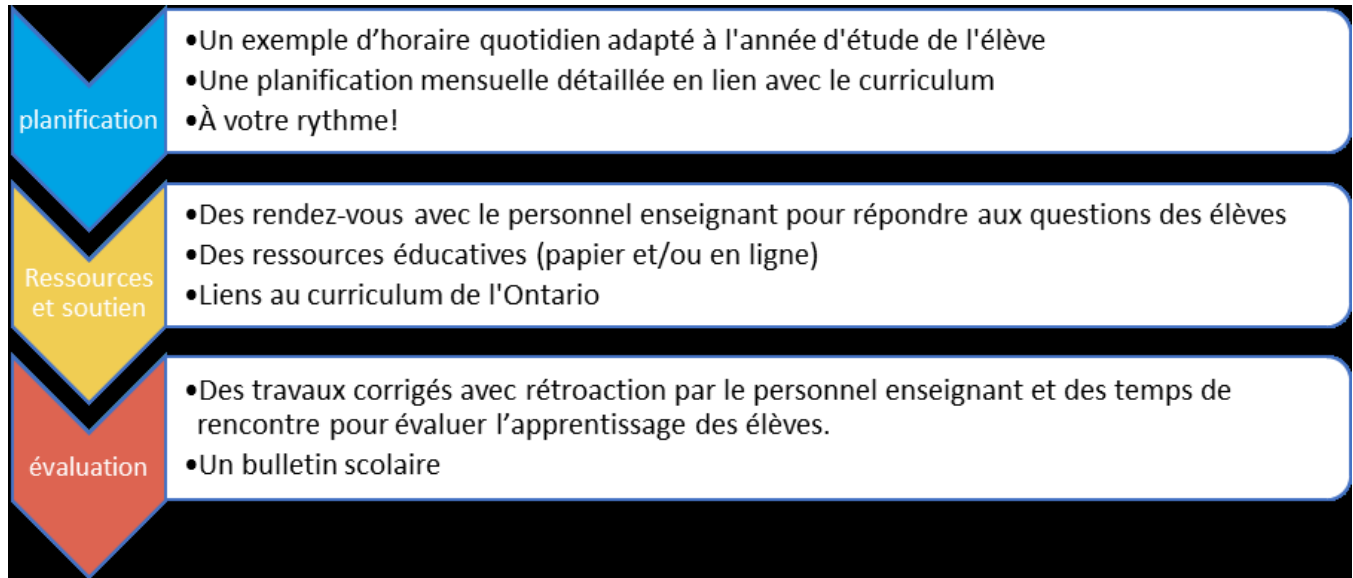 planification
•Un exemple d’horaire quotidien adapté à l'année d'étude de l'élève
•Une planification mensuelle détaillée en lien avec le curriculum
•À votre rythme!
Ressources
et soutien
•Des rendez-vous avec le personnel enseignant pour répondre aux questions des élèves
•Des ressources éducatives (papier et/ou en ligne)
•Liens au curriculum de l'Ontario
évaluation
•Des travaux corrigés avec rétroaction par le personnel enseignant et des temps de
rencontre pour évaluer l’apprentissage des élèves.
•Un bulletin scolaire